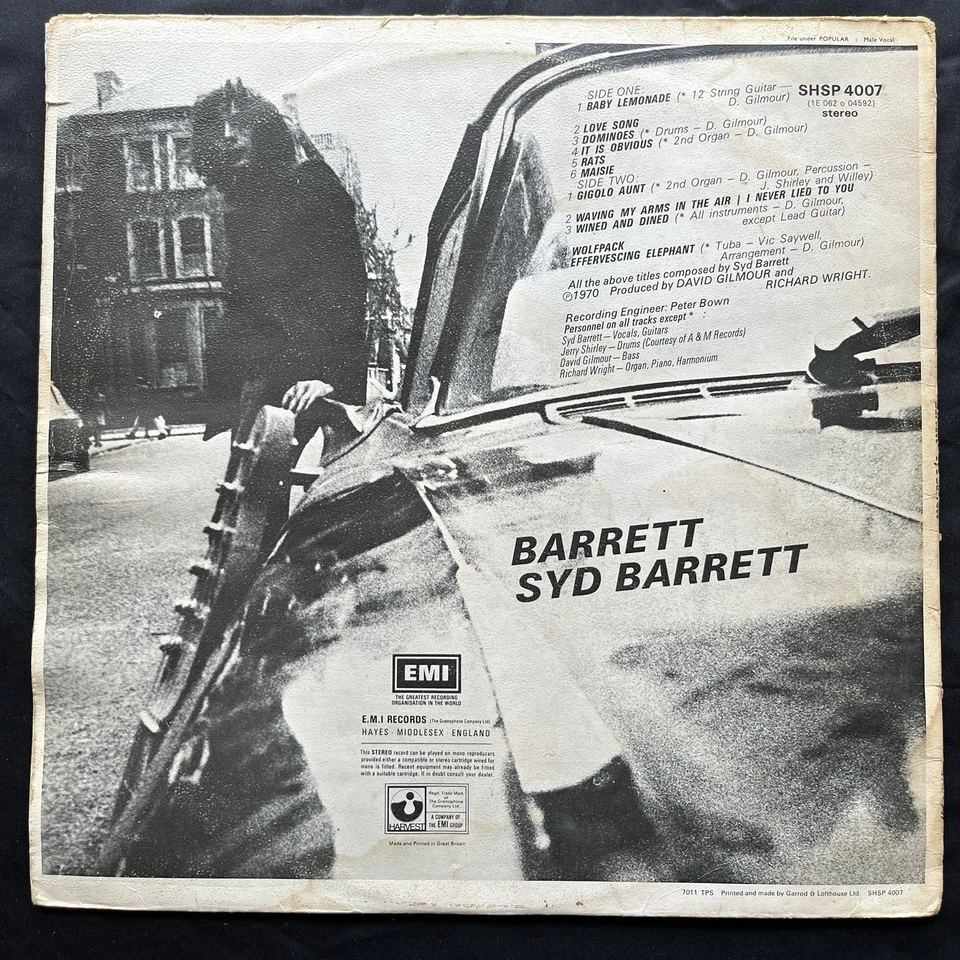 File under POPULAR : Male Vocal
SHSP 4007
(1E 062 o 04592)
stereo
SIDE ONE:
1 BABY LEMONADE (* 12 String Guitar —
D. Gilmour)
2 LOVE SONG
3 DOMINOES (* Drums — D. Gilmour)
4 IT IS OBVIOUS (* 2nd Organ — D. Gilmour)
5 RATS
6 MAISIE
SIDE TWO:
1 GIGOLO AUNT (* 2nd Organ — D. Gilmour, Percussion —
J. Shirley and Willey)
2 WAVING MY ARMS IN THE AIR | I NEVER LIED TO YOU
3 WINED AND DINED (* All instruments — D. Gilmour,
except Lead Guitar)
WOLFPACK
EFFERVESCING ELEPHANT (* Tuba — Vic Saywell,
Arrangement — D. Gilmour)
All the above titles composed by Syd Barrett
℗1970 Produced by DAVID GILMOUR and
RICHARD WRIGHT.
Recording Engineer: Peter Bown
Personnel on all tracks except * :
Syd Barrett — Vocals, Guitars
Jerry Shirley — Drums (Courtesy of A & M Records)
David Gilmour — Bass
Richard Wright — Organ, Piano, Harmonium
BARRETT
SYD BARRETT
EMI
THE GREATEST RECORDING
ORGANISATION IN THE WORLD
E.M.I RECORDS (The Gramophone Company Ltd)
HAYES · MIDDLESEX · ENGLAND
This STEREO record can be played on mono reproducers
provided either a compatible or stereo cartridge wired for
mono is fitted. Recent equipment may already be fitted
with a suitable cartridge. If in doubt consult your dealer.
HARVEST
Regd. Trade Mark
of The Gramophone
Company Ltd.
A COMPANY OF
THE EMI GROUP
Made and Printed in Great Britain
7011 TPS Printed and made by Garrod & Lofthouse Ltd. SHSP 4007